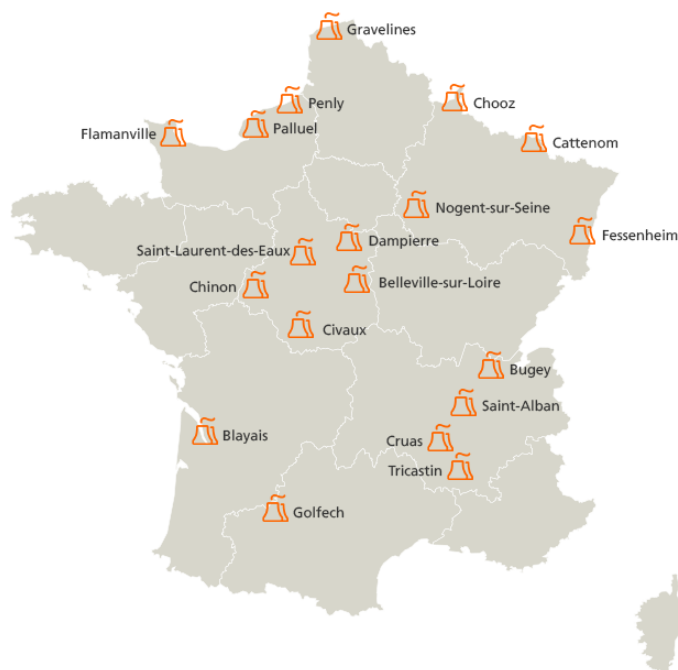 Gravelines
Penly
Chooz
Palluel
Flamanville
Cattenom
Nogent-sur-Seine
Fessenheim
Dampierre
Saint-Laurent-des-Eaux
Belleville-sur-Loire
Chinon
Civaux
Bugey
Saint-Alban
Blayais
Cruas
Tricastin
Golfech